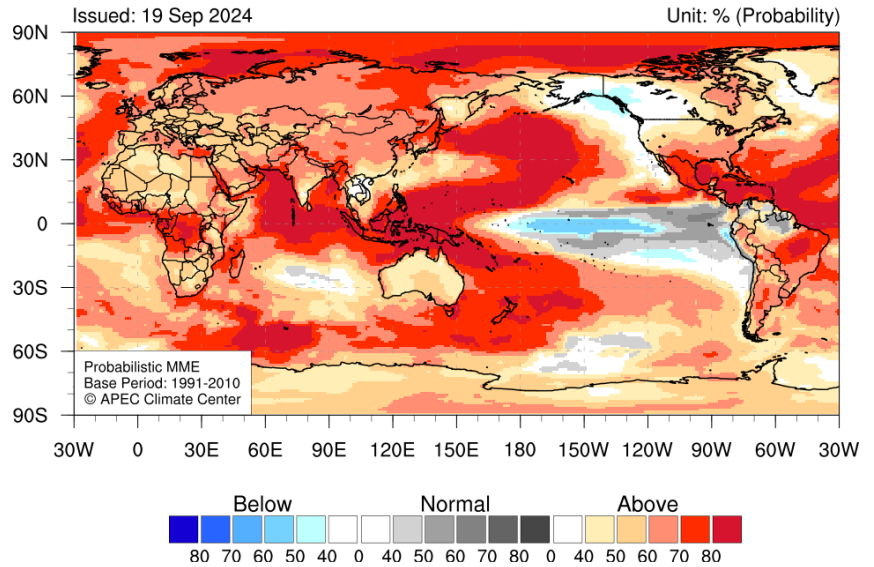 Issued: 19 Sep 2024 Unit: % (Probability)
90N
60N
30N
0
30S
60S
90S
Probabilistic MME
Base Period: 1991-2010
© APEC Climate Center
30W 0 30E 60E 90E 120E 150E 180 150W 120W 90W 60W 30W
Below Normal Above
80 70 60 50 40 0 40 50 60 70 80 0 40 50 60 70 80